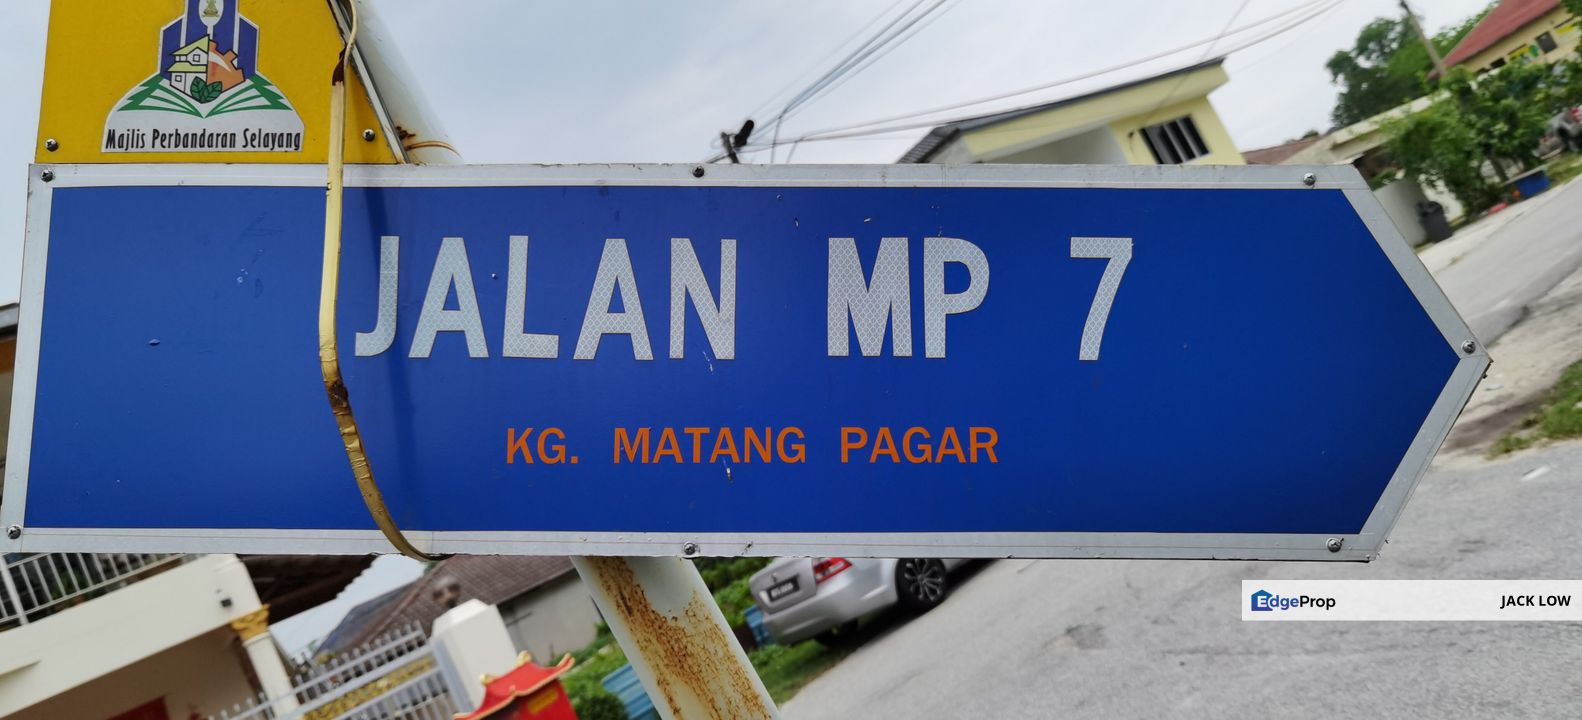 Majlis Perbandaran Selayang
JALAN MP 7
KG. MATANG PAGAR
EdgeProp
JACK LOW